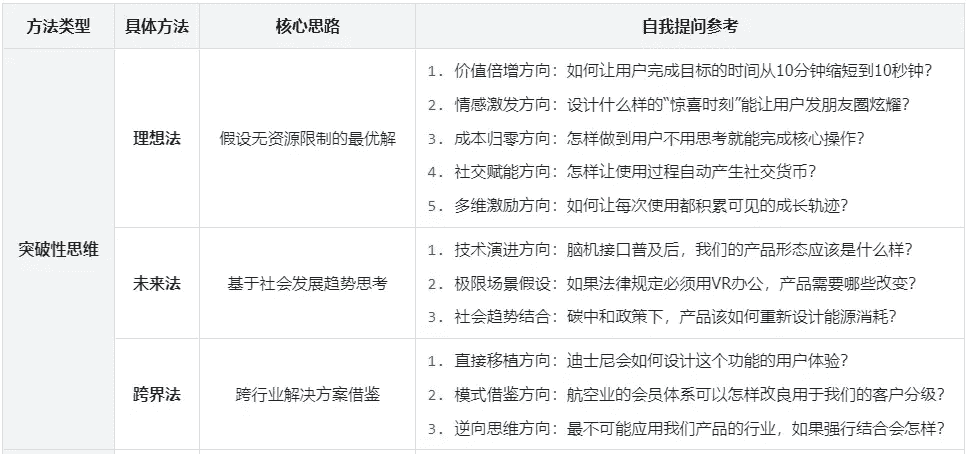 方法类型 具体方法 核心思路 自我提问参考
突破性思维
理想法
假设无资源限制的最优解
1. 价值倍增方向：如何让用户完成目标的时间从10分钟缩短到10秒钟？
2. 情感激发方向：设计什么样的“惊喜时刻”能让用户发朋友圈炫耀？
3. 成本归零方向：怎样做到用户不用思考就能完成核心操作？
4. 社交赋能方向：怎样让使用过程自动产生社交货币？
5. 多维激励方向：如何让每次使用都积累可见的成长轨迹？
未来法
基于社会发展趋势思考
1. 技术演进方向：脑机接口普及后，我们的产品形态应该是什么样？
2. 极限场景假设：如果法律规定必须用VR办公，产品需要哪些改变？
3. 社会趋势结合：碳中和政策下，产品该如何重新设计能源消耗？
跨界法
跨行业解决方案借鉴
1. 直接移植方向：迪士尼会如何设计这个功能的用户体验？
2. 模式借鉴方向：航空业的会员体系可以怎样改良用于我们的客户分级？
3. 逆向思维方向：最不可能应用我们产品的行业，如果强行结合会怎样？